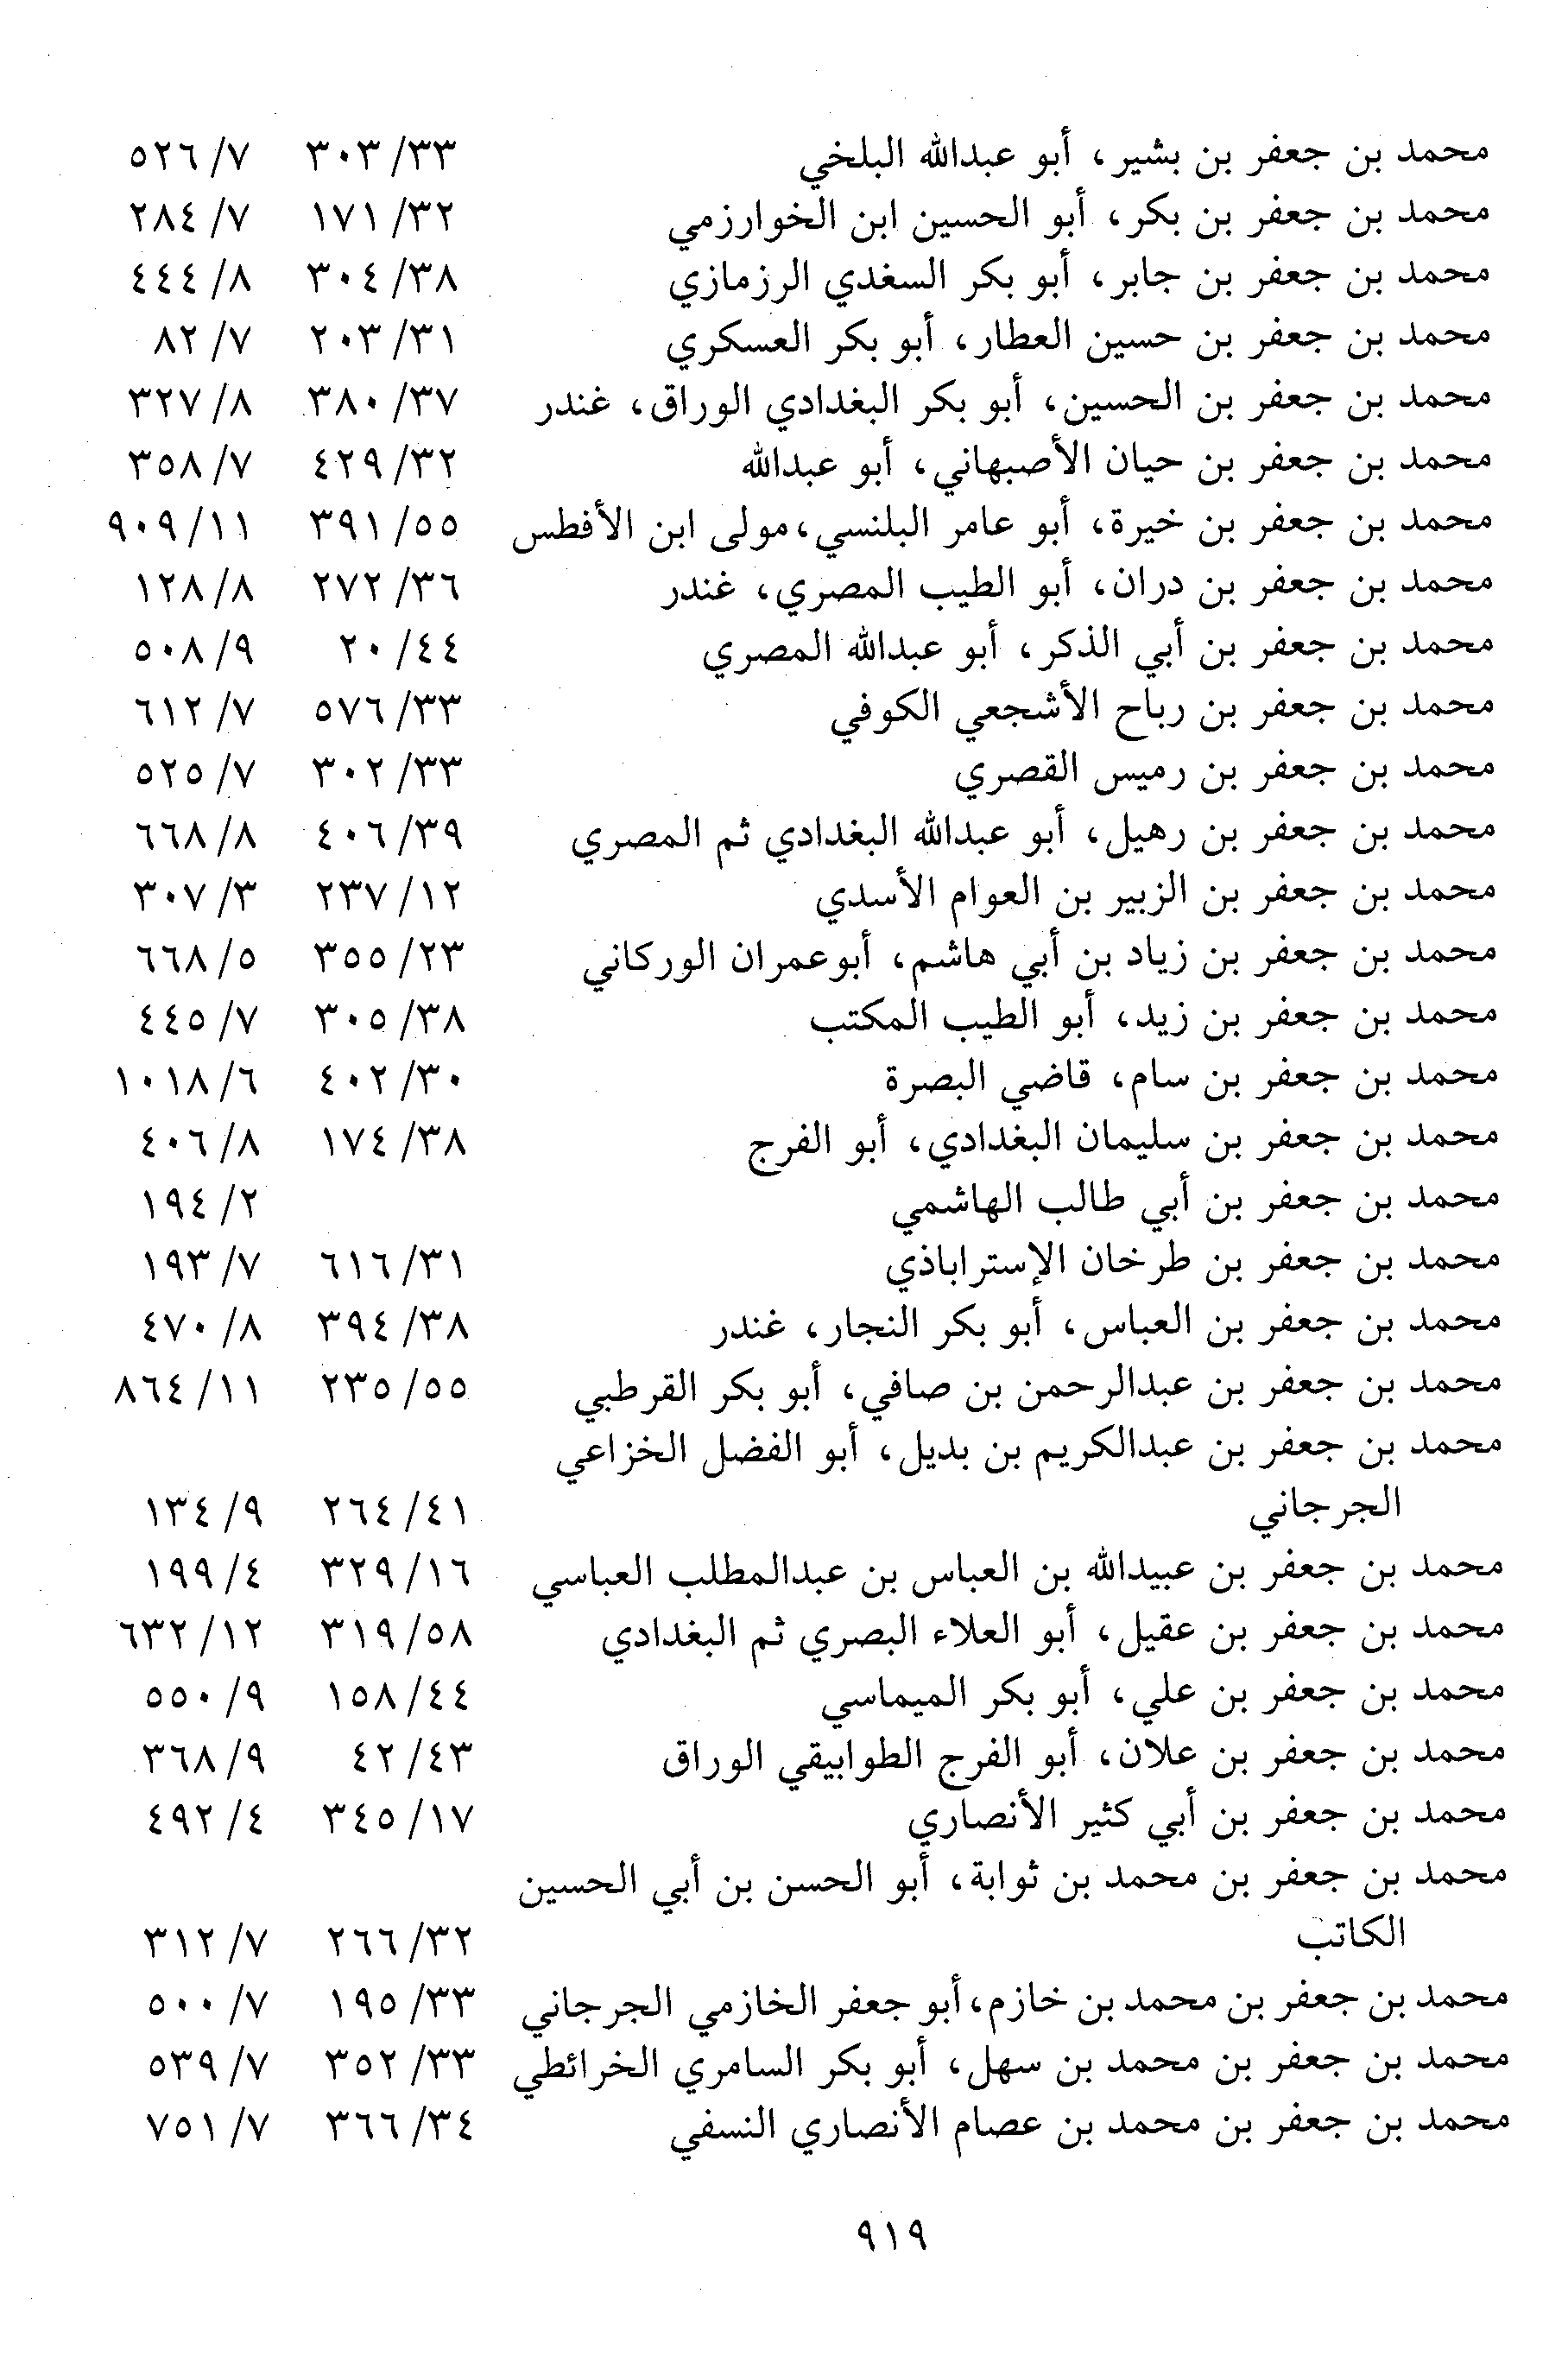 محمد بن جعفر بن بشير، أبو عبدالله البلخي ٣٠٣/٣٣ ٥٢٦/٧
محمد بن جعفر بن بكر، أبو الحسين ابن الخوارزمي ١٧١/٣٢ ٢٨٤/٧
محمد بن جعفر بن جابر، أبو بكر السغدي الرزمازي ٣٠٤/٣٨ ٤٤٤/٨
محمد بن جعفر بن حسين العطار، أبو بكر العسكري ٢٠٣/٣١ ٨٢/٧
محمد بن جعفر بن الحسين، أبو بكر البغدادي الوراق، غندر ٣٨٠/٣٧ ٣٢٧/٨
محمد بن جعفر بن حيان الأصبهاني، أبو عبدالله ٤٢٩/٣٢ ٣٥٨/٧
محمد بن جعفر بن خيرة، أبو عامر البلنسي، مولى ابن الأفطس ٣٩١/٥٥ ٩٠٩/١١
محمد بن جعفر بن دران، أبو الطيب المصري، غندر ٢٧٢/٣٦ ١٢٨/٨
محمد بن جعفر بن أبي الذكر، أبو عبدالله المصري ٢٠/٤٤ ٥٠٨/٩
محمد بن جعفر بن رباح الأشجعي الكوفي ٥٧٦/٣٣ ٦١٢/٧
محمد بن جعفر بن رميس القصري ٣٠٢/٣٣ ٥٢٥/٧
محمد بن جعفر بن رهيل، أبو عبدالله البغدادي ثم المصري ٤٠٦/٣٩ ٦٦٨/٨
محمد بن جعفر بن الزبير بن العوام الأسدي ٢٣٧/١٢ ٣٠٧/٣
محمد بن جعفر بن زياد بن أبي هاشم، أبوعمران الوركاني ٣٥٥/٢٣ ٦٦٨/٥
محمد بن جعفر بن زيد، أبو الطيب المكتب ٣٠٥/٣٨ ٤٤٥/٧
محمد بن جعفر بن سام، قاضي البصرة ٤٠٢/٣٠ ١٠١٨/٦
محمد بن جعفر بن سليمان البغدادي، أبو الفرج ١٧٤/٣٨ ٤٠٦/٨
محمد بن جعفر بن أبي طالب الهاشمي ١٩٤/٢
محمد بن جعفر بن طرخان الإستراباذي ٦١٦/٣١ ١٩٣/٧
محمد بن جعفر بن العباس، أبو بكر النجار، غندر ٣٩٤/٣٨ ٤٧٠/٨
محمد بن جعفر بن عبدالرحمن بن صافي، أبو بكر القرطبي ٢٣٥/٥٥ ٨٦٤/١١
محمد بن جعفر بن عبدالكريم بن بديل، أبو الفضل الخزاعي
الجرجاني ٢٦٤/٤١ ١٣٤/٩
محمد بن جعفر بن عبيدالله بن العباس بن عبدالمطلب العباسي ٣٢٩/١٦ ١٩٩/٤
محمد بن جعفر بن عقيل، أبو العلاء البصري ثم البغدادي ٣١٩/٥٨ ٦٣٢/١٢
محمد بن جعفر بن علي، أبو بكر الميماسي ١٥٨/٤٤ ٥٥٠/٩
محمد بن جعفر بن علان، أبو الفرج الطوابيقي الوراق ٤٢/٤٣ ٣٦٨/٩
محمد بن جعفر بن أبي كثير الأنصاري ٣٤٥/١٧ ٤٩٢/٤
محمد بن جعفر بن محمد بن ثوابة، أبو الحسن بن أبي الحسين
الكاتب ٢٦٦/٣٢ ٣١٢/٧
محمد بن جعفر بن محمد بن خازم، أبو جعفر الخازمي الجرجاني ١٩٥/٣٣ ٥٠٠/٧
محمد بن جعفر بن محمد بن سهل، أبو بكر السامري الخرائطي ٣٥٢/٣٣ ٥٣٩/٧
محمد بن جعفر بن محمد بن عصام الأنصاري النسفي ٣٦٦/٣٤ ٧٥١/٧
٩١٩